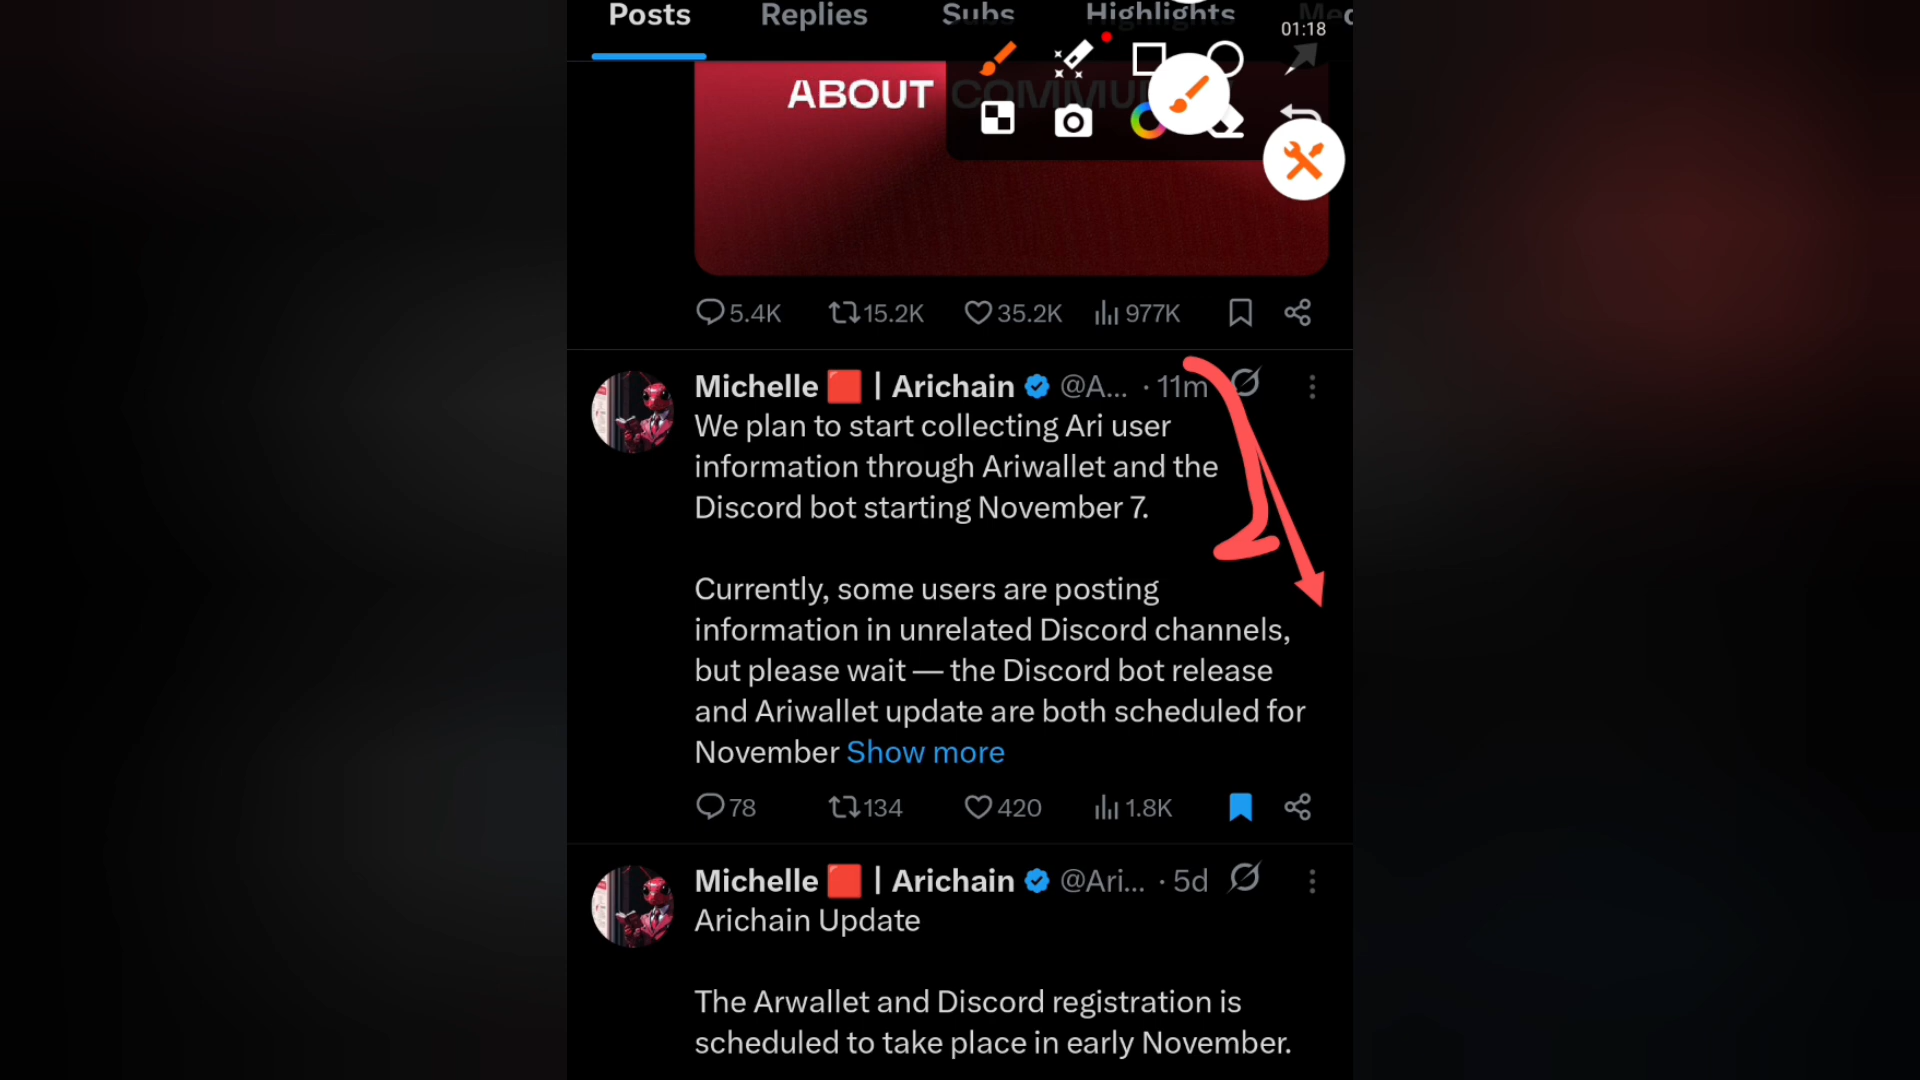 Posts Replies Subs Highlights
01:18
ABOUT
5.4K 15.2K 35.2K 977K
Michelle 🟥 | Arichain @A... · 11m
We plan to start collecting Ari user
information through Ariwallet and the
Discord bot starting November 7.
Currently, some users are posting
information in unrelated Discord channels,
but please wait — the Discord bot release
and Ariwallet update are both scheduled for
November Show more
78 134 420 1.8K
Michelle 🟥 | Arichain @Ari... · 5d
Arichain Update
The Arwallet and Discord registration is
scheduled to take place in early November.